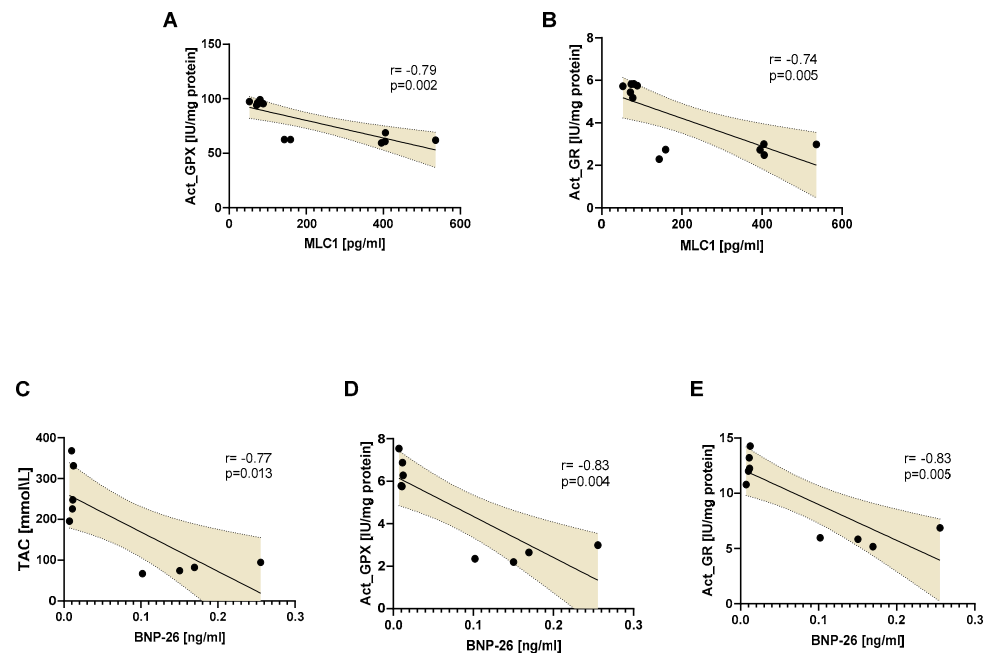 A
Act_GPX [IU/mg protein]
150
100
50
0
r= -0.79
p=0.002
0 200 400 600
MLC1 [pg/ml]
B
Act_GR [IU/mg protein]
8
6
4
2
0
r= -0.74
p=0.005
0 200 400 600
MLC1 [pg/ml]
C
TAC [mmol\L]
400
300
200
100
0
r= -0.77
p=0.013
0.0 0.1 0.2 0.3
BNP-26 [ng/ml]
D
Act_GPX [IU/mg protein]
8
6
4
2
0
r= -0.83
p=0.004
0.0 0.1 0.2 0.3
BNP-26 [ng/ml]
E
Act_GR [IU/mg protein]
15
10
5
0
r= -0.83
p=0.005
0.0 0.1 0.2 0.3
BNP-26 [ng/ml]